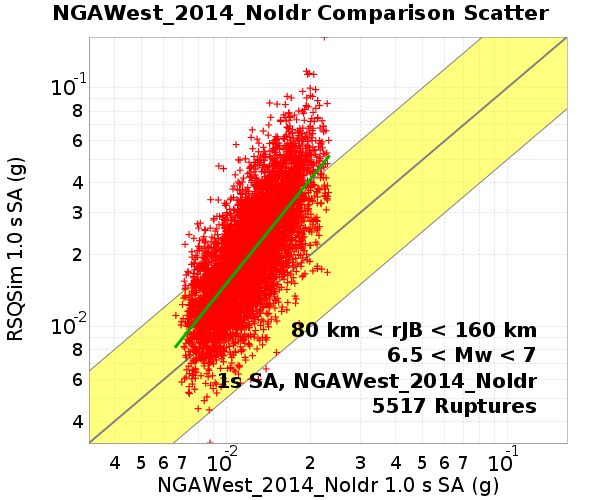 NGAWest_2014_NoIdr Comparison Scatter
RSQSim 1.0 s SA (g)
10^-1
8
6
4
3
2
10^-2
8
6
4
80 km < rJB < 160 km
6.5 < Mw < 7
1s SA, NGAWest_2014_NoIdr
5517 Ruptures
4 5 6 7 10^-2 2 3 4 5 6 7 10^-1
NGAWest_2014_NoIdr 1.0 s SA (g)